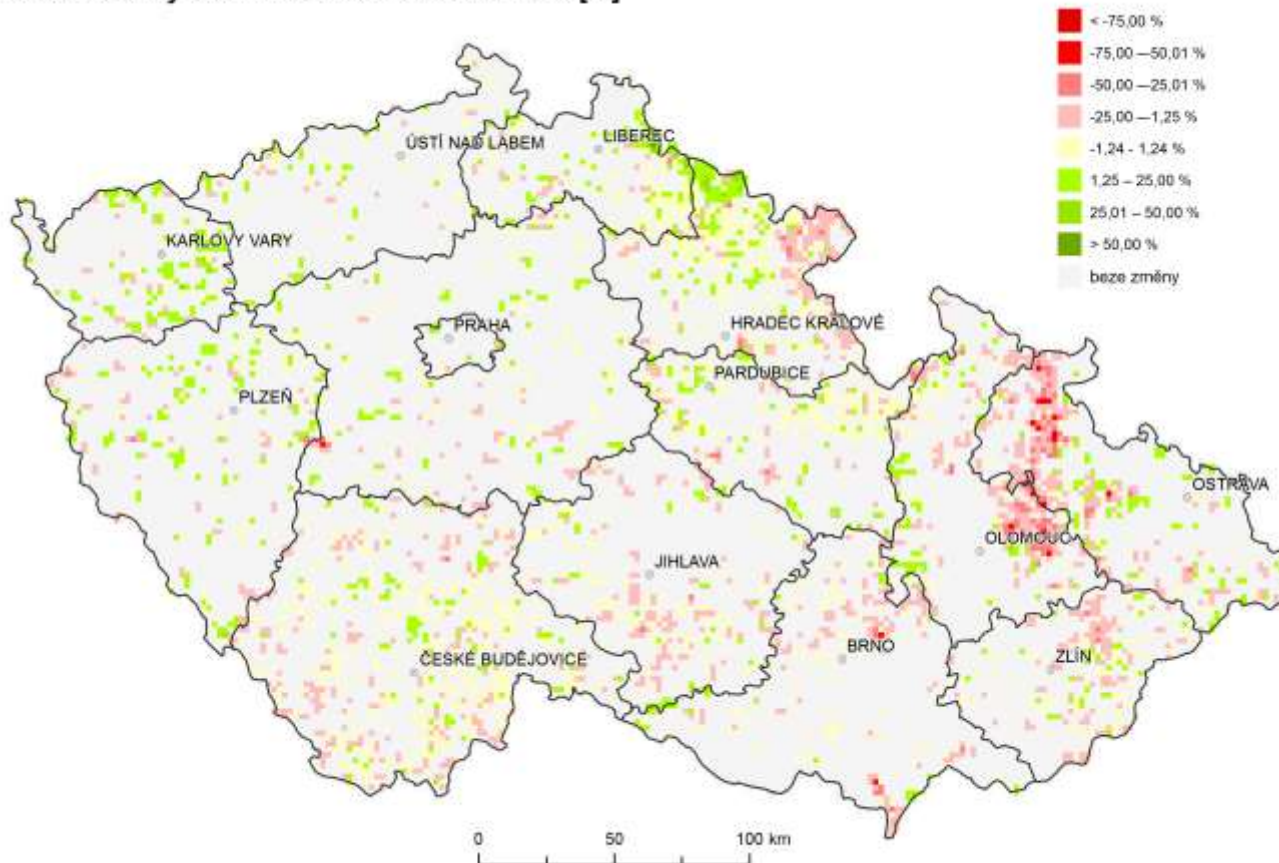 < -75,00 %
-75,00 –-50,01 %
-50,00 –-25,01 %
-25,00 –-1,25 %
-1,24 - 1,24 %
1,25 – 25,00 %
25,01 – 50,00 %
> 50,00 %
beze změny
ÚSTÍ NAD LABEM
LIBEREC
KARLOVY VARY
PRAHA
HRADEC KRÁLOVÉ
PARDUBICE
PLZEŇ
OSTRAVA
OLOMOUC
JIHLAVA
BRNO
ČESKÉ BUDĚJOVICE
ZLÍN
0 50 100 km